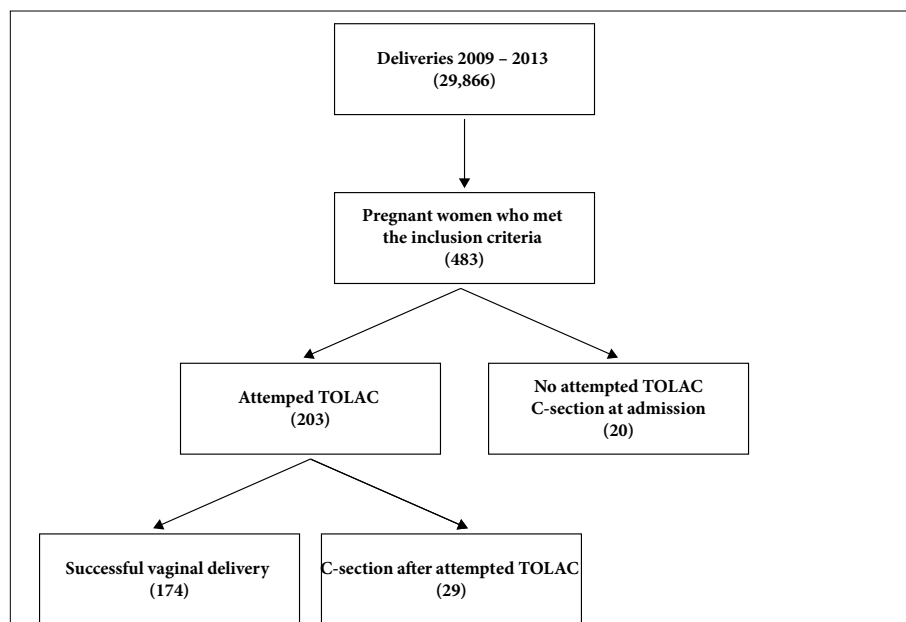 Deliveries 2009 – 2013
(29,866)
Pregnant women who met
the inclusion criteria
(483)
Attemped TOLAC
(203)
No attempted TOLAC
C-section at admission
(20)
Successful vaginal delivery
(174)
C-section after attempted TOLAC
(29)